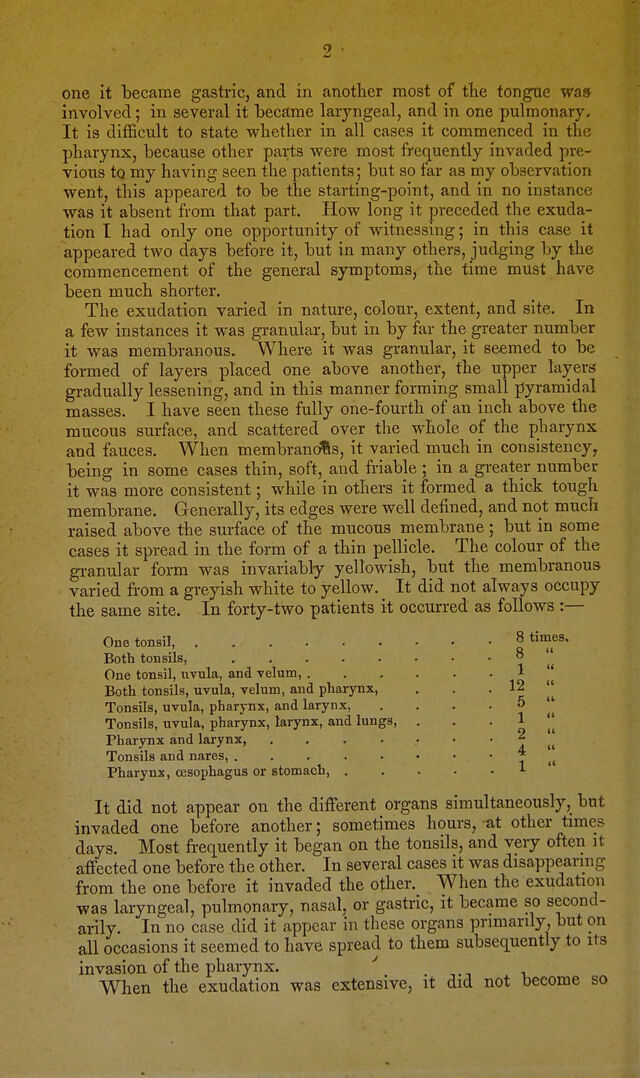 2
one it became gastric, and in another most of the tongue was
involved; in several it became laryngeal, and in one pulmonary.
It is difficult to state whether in all cases it commenced in the
pharynx, because other parts were most frequently invaded pre-
vious to my having seen the patients; but so far as my observation
went, this appeared to be the starting-point, and in no instance
was it absent from that part. How long it preceded the exuda-
tion I had only one opportunity of witnessing; in this case it
appeared two days before it, but in many others, judging by the
commencement of the general symptoms, the time must have
been much shorter.
The exudation varied in nature, colour, extent, and site. In
a few instances it was granular, but in by far the greater number
it was membranous. Where it was granular, it seemed to be
formed of layers placed one above another, the upper layers
gradually lessening, and in this manner forming small pyramidal
masses. I have seen these fully one-fourth of an inch above the
mucous surface, and scattered over the whole of the pharynx
and fauces. When membranous, it varied much in consistency,
being in some cases thin, soft, and friable; in a greater number
it was more consistent; while in others it formed a thick tough
membrane. Generally, its edges were well defined, and not much
raised above the surface of the mucous membrane; but in some
cases it spread in the form of a thin pellicle. The colour of the
granular form was invariably yellowish, but the membranous
varied from a greyish white to yellow. It did not always occupy
the same site. In forty-two patients it occurred as follows:—
One tonsil, . . . . . . . . . 8 times.
Both tonsils, . . . . . . . . 8 "
One tonsil, uvula, and velum, . . . . . . 1 "
Both tonsils, uvula, velum, and pharynx, . . . 12 "
Tonsils, uvula, pharynx, and larynx, . . . . 5 "
Tonsils, uvula, pharynx, larynx, and lungs, . . . 1 "
Pharynx and larynx, . . . . . . . 2 "
Tonsils and nares, . . . . . . . . 4 "
Pharynx, œsophagus or stomach, . . . . . 1 "
It did not appear on the different organs simultaneously, but
invaded one before another; sometimes hours, at other times
days. Most frequently it began on the tonsils, and very often it
affected one before the other. In several cases it was disappearing
from the one before it invaded the other. When the exudation
was laryngeal, pulmonary, nasal, or gastric, it became so second-
arily. In no case did it appear in these organs primarily, but on
all occasions it seemed to have spread to them subsequently to its
invasion of the pharynx.
When the exudation was extensive, it did not become so